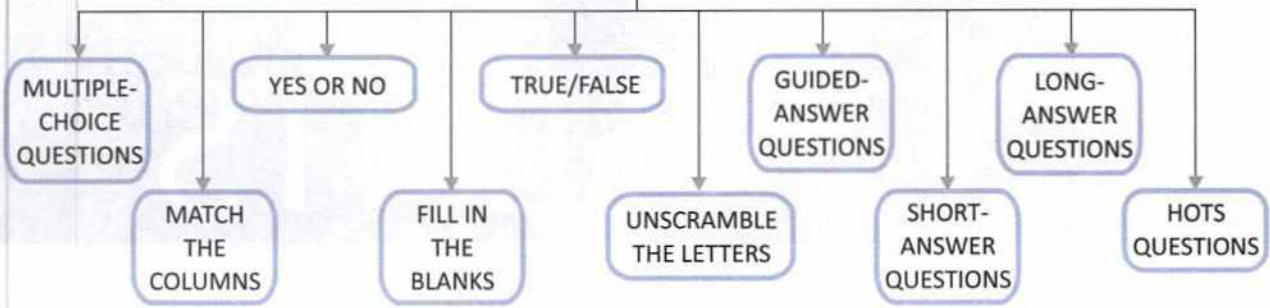 MULTIPLE-
CHOICE
QUESTIONS
MATCH
THE
COLUMNS
YES OR NO
FILL IN
THE
BLANKS
TRUE/FALSE
UNSCRAMBLE
THE LETTERS
GUIDED-
ANSWER
QUESTIONS
SHORT-
ANSWER
QUESTIONS
LONG-
ANSWER
QUESTIONS
HOTS
QUESTIONS